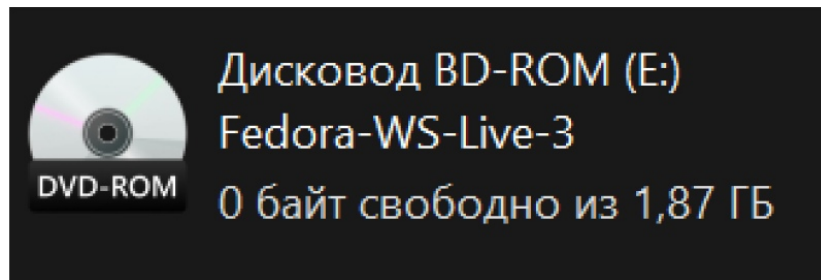 Дисковод BD-ROM (E:)
Fedora-WS-Live-3
DVD-ROM
0 байт свободно из 1,87 ГБ